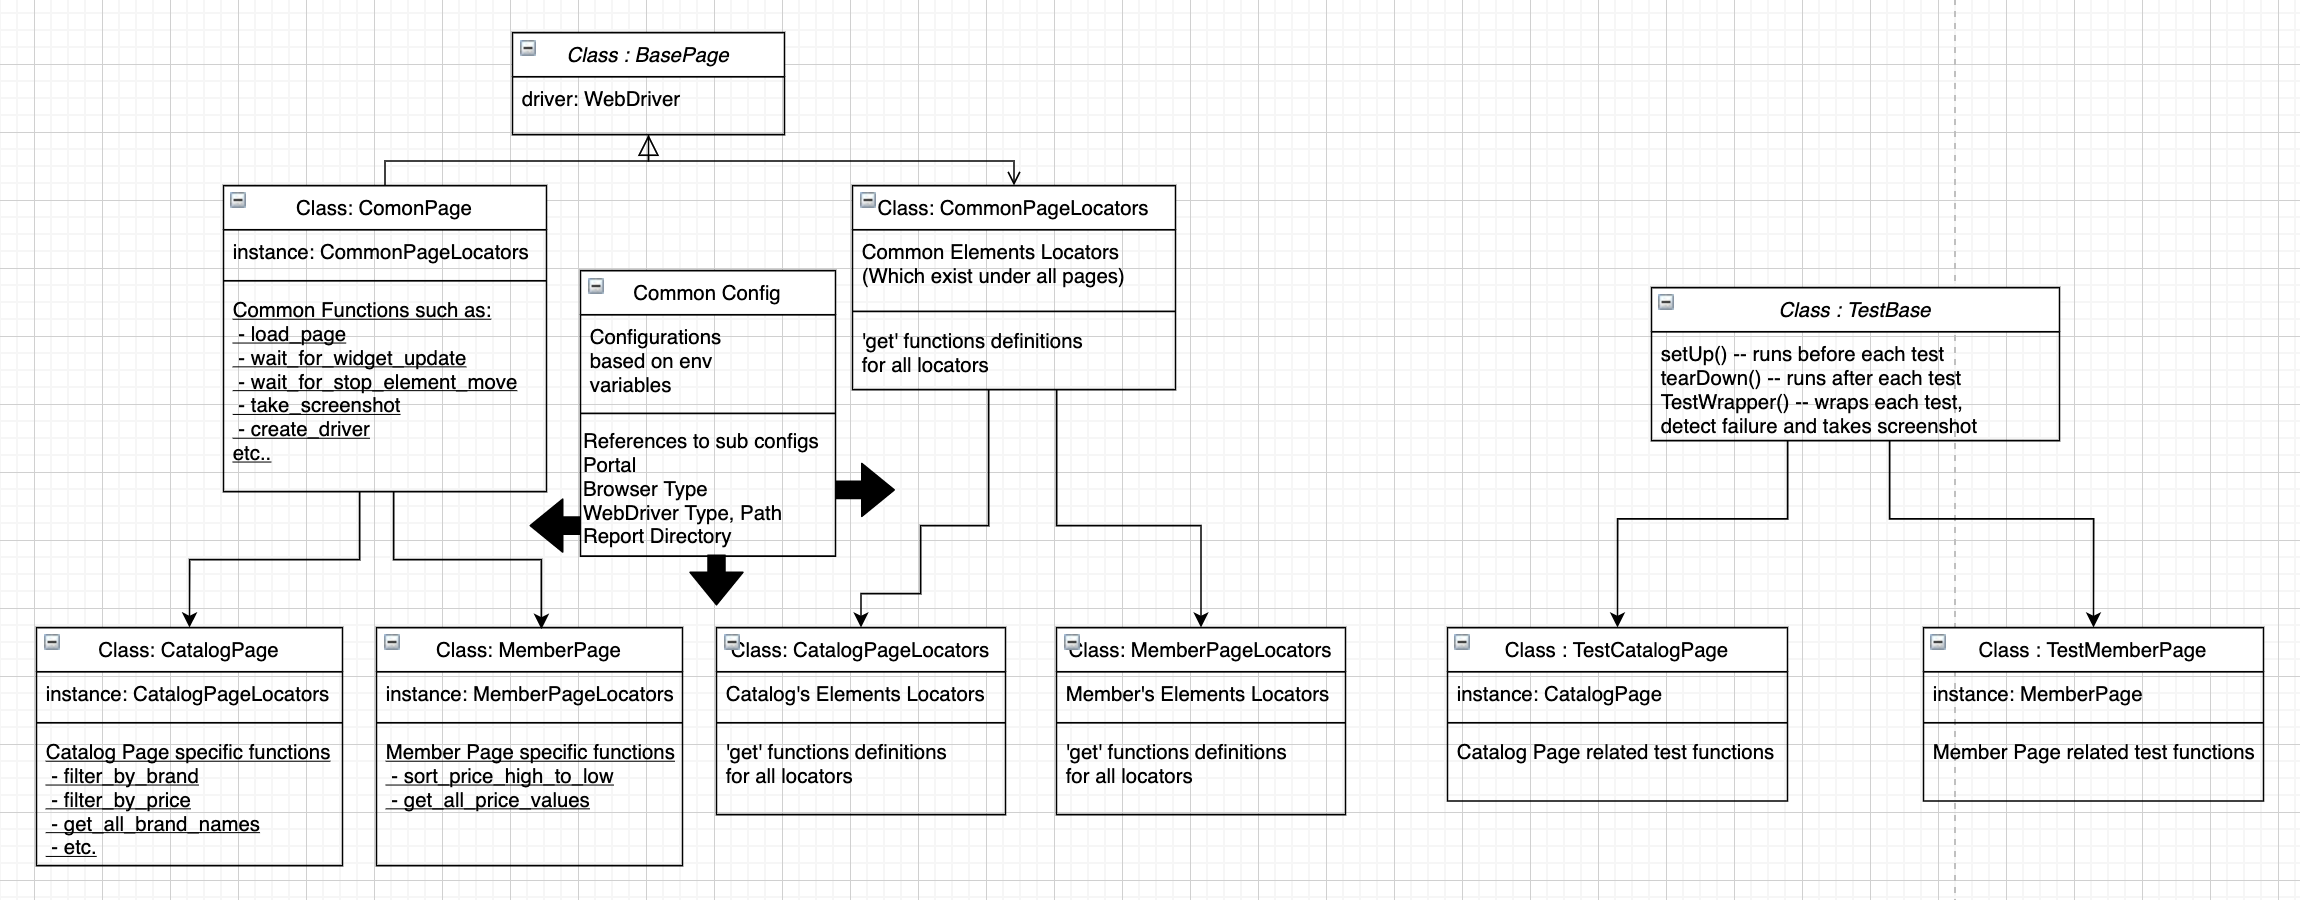 Class : BasePage
driver: WebDriver
Class: ComonPage
instance: CommonPageLocators
Common Functions such as:
- load_page
- wait_for_widget_update
- wait_for_stop_element_move
- take_screenshot
- create_driver
etc..
Common Config
Configurations
based on env
variables
References to sub configs
Portal
Browser Type
WebDriver Type, Path
Report Directory
Class: CommonPageLocators
Common Elements Locators
(Which exist under all pages)
'get' functions definitions
for all locators
Class : TestBase
setUp() -- runs before each test
tearDown() -- runs after each test
TestWrapper() -- wraps each test,
detect failure and takes screenshot
Class: CatalogPage
instance: CatalogPageLocators
Catalog Page specific functions
- filter_by_brand
- filter_by_price
- get_all_brand_names
- etc.
Class: MemberPage
instance: MemberPageLocators
Member Page specific functions
- sort_price_high_to_low
- get_all_price_values
Class: CatalogPageLocators
Catalog's Elements Locators
'get' functions definitions
for all locators
Class: MemberPageLocators
Member's Elements Locators
'get' functions definitions
for all locators
Class : TestCatalogPage
instance: CatalogPage
Catalog Page related test functions
Class : TestMemberPage
instance: MemberPage
Member Page related test functions